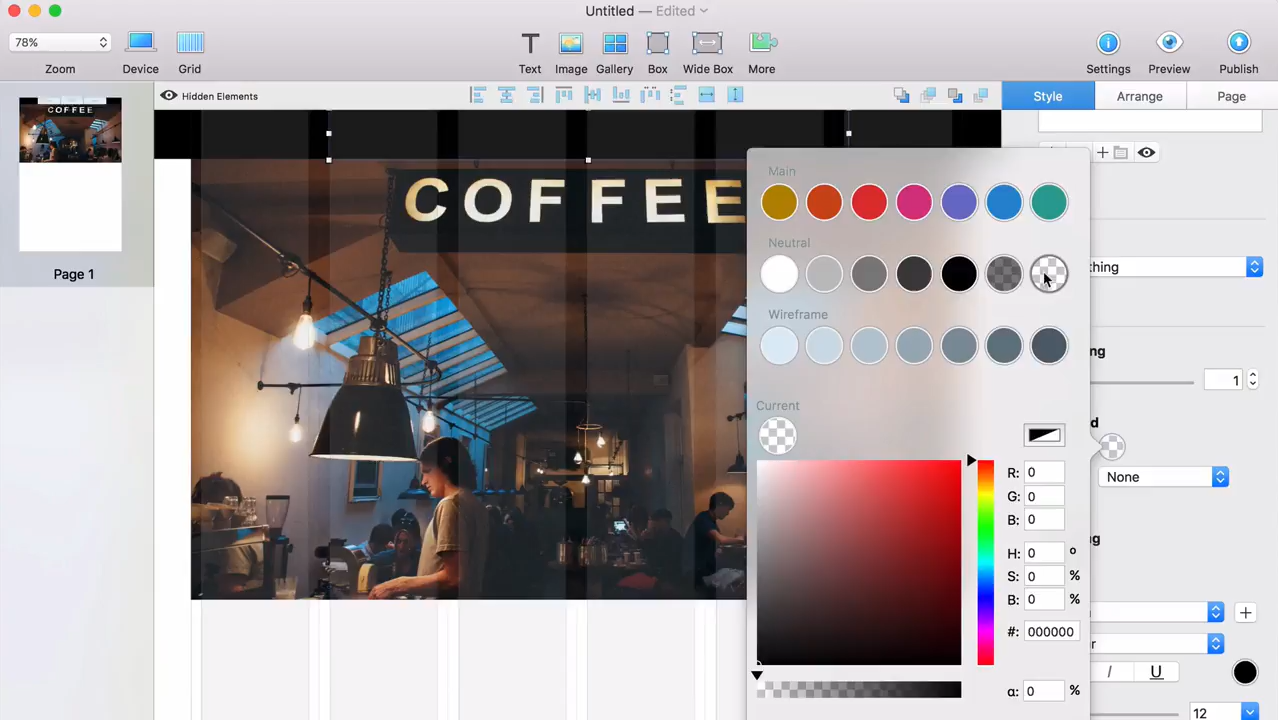 Untitled — Edited
78%
Zoom
Device
Grid
Text
Image
Gallery
Box
Wide Box
More
Settings
Preview
Publish
Hidden Elements
Style
Arrange
Page
COFFEE
COFFEE
Page 1
Main
Neutral
thing
Wireframe
ng
1
Current
d
None
R: 0
G: 0
B: 0
ng
H: 0 º
S: 0 %
B: 0 %
#: 000000
r
I
U
a: 0 %
12